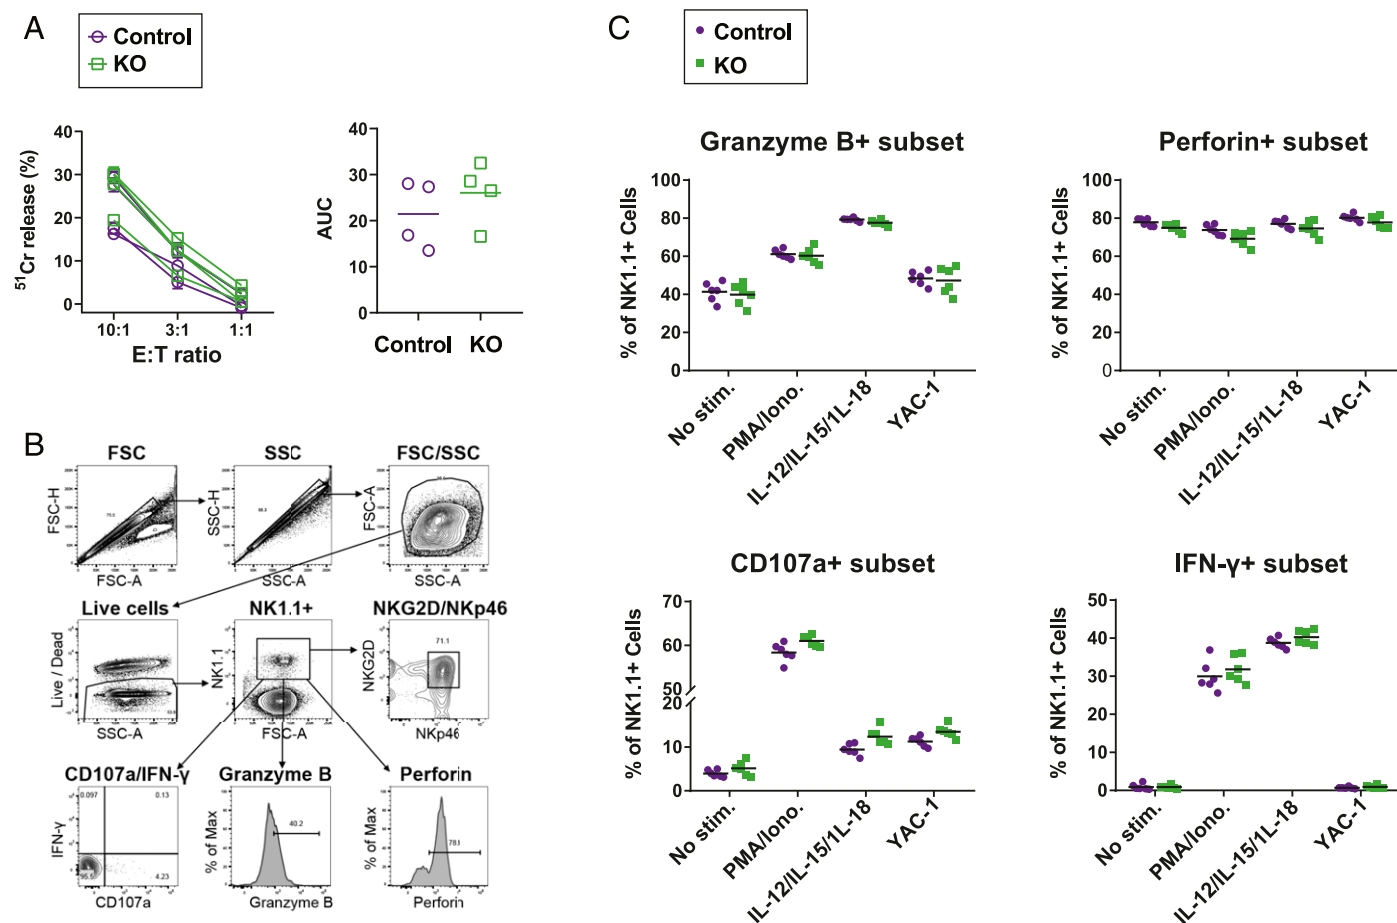 A
Control
KO
40
30
20
10
0
51Cr release (%)
10:1
3:1
1:1
E:T ratio
40
30
20
10
0
AUC
Control
KO
B
FSC
SSC
FSC/SSC
FSC-H
FSC-A
SSC-H
SSC-A
FSC-A
SSC-A
Live cells
NK1.1+
NKG2D/NKp46
Live / Dead
SSC-A
NK1.1
FSC-A
NKG2D
71.1
NKp46
CD107a/IFN-γ
Granzyme B
Perforin
0.097
0.13
95.5
4.23
IFN-γ
CD107a
% of Max
40.2
Granzyme B
% of Max
Perforin
C
Control
KO
Granzyme B+ subset
% of NK1.1+ Cells
100
80
60
40
20
0
No stim.
PMA/Iono.
IL-12/IL-15/1L-18
YAC-1
Perforin+ subset
% of NK1.1+ Cells
100
80
60
40
20
0
No stim.
PMA/Iono.
IL-12/IL-15/1L-18
YAC-1
CD107a+ subset
% of NK1.1+ Cells
70
60
50
20
10
0
No stim.
PMA/Iono.
IL-12/IL-15/1L-18
YAC-1
IFN-γ+ subset
% of NK1.1+ Cells
50
40
30
20
10
0
No stim.
PMA/Iono.
IL-12/IL-15/1L-18
YAC-1